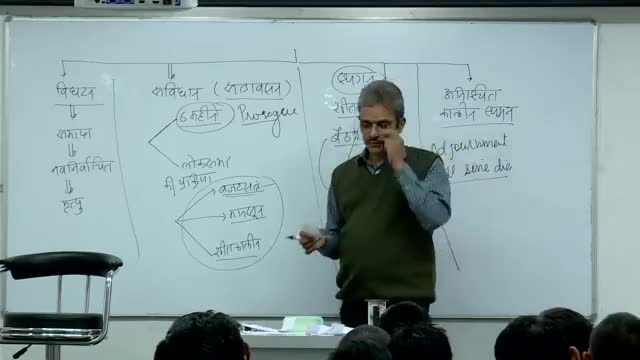 विघटन
समाप्त
नवनिर्वाचित
मृत्यु
सत्रावसान (सत्रावसान)
6 महीने
Prorogue
लोकसभा
की प्रक्रिया
बजटसत्र
मानसून
शीतकालीन
स्थगन
शीत
बैठक
अनिश्चित
कालीन स्थगन
Adjournment
sine die